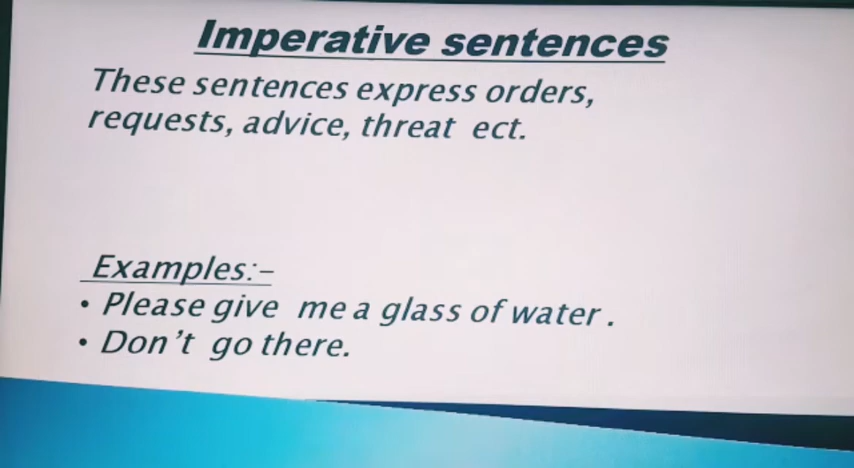 Imperative sentences
These sentences express orders,
requests, advice, threat ect.
Examples:-
• Please give me a glass of water .
• Don't go there.